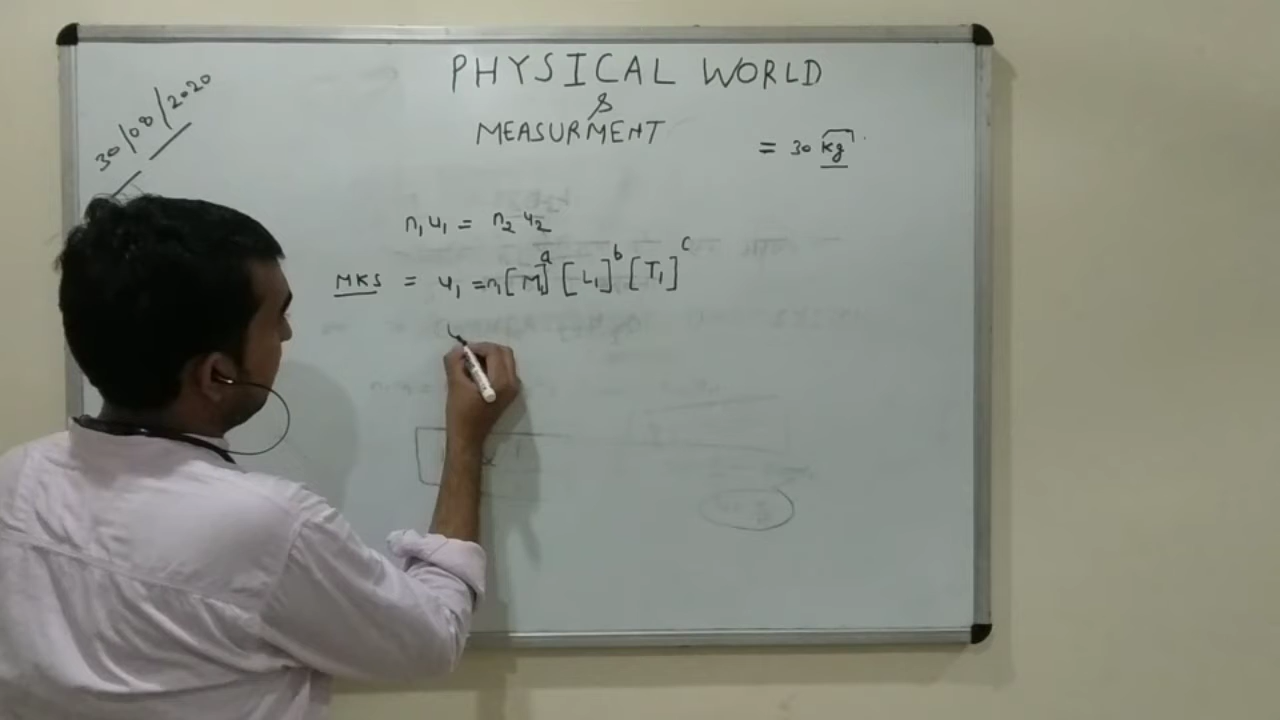 30/08/2020
PHYSICAL WORLD
&
MEASURMENT
= 30 kg
n₁u₁ = n₂u₂
MKS = u₁ = n₁[M₁]ᵃ [L₁]ᵇ [T₁]ᶜ